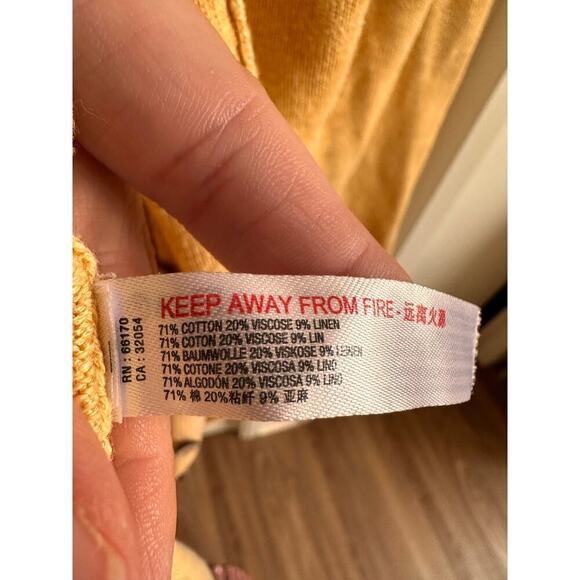 KEEP AWAY FROM FIRE - 远离火源
71% COTTON 20% VISCOSE 9% LINEN
71% COTON 20% VISCOSE 9% LIN
71% BAUMWOLLE 20% VISKOSE 9% LEINEN
71% COTONE 20% VISCOSA 9% LINO
71% ALGODÓN 20% VISCOSA 9% LINO
71% 棉 20% 粘纤 9% 亚麻
RN : 66170
CA : 32054